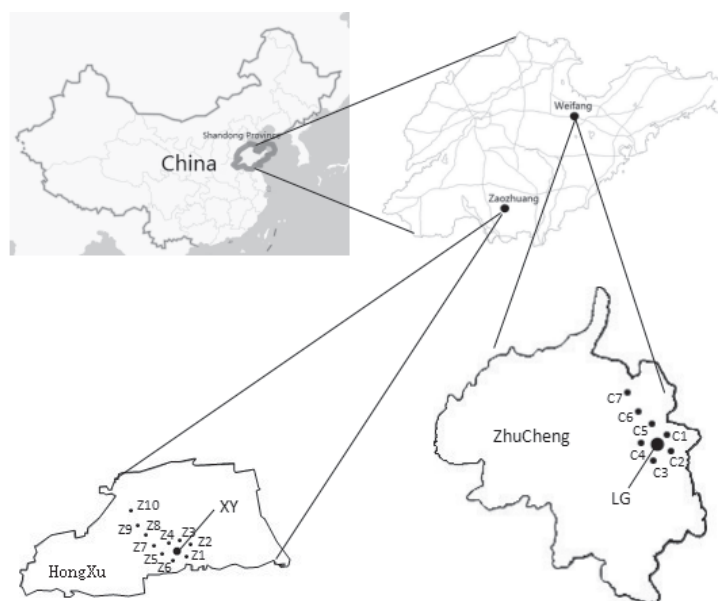 Shandong Province
China
Weifang
Zaozhuang
C7
C6
C5
C1
ZhuCheng
C4
C2
C3
LG
Z10
XY
Z9
Z8
Z4
Z3
Z7
Z2
Z5
Z1
Z6
HongXu